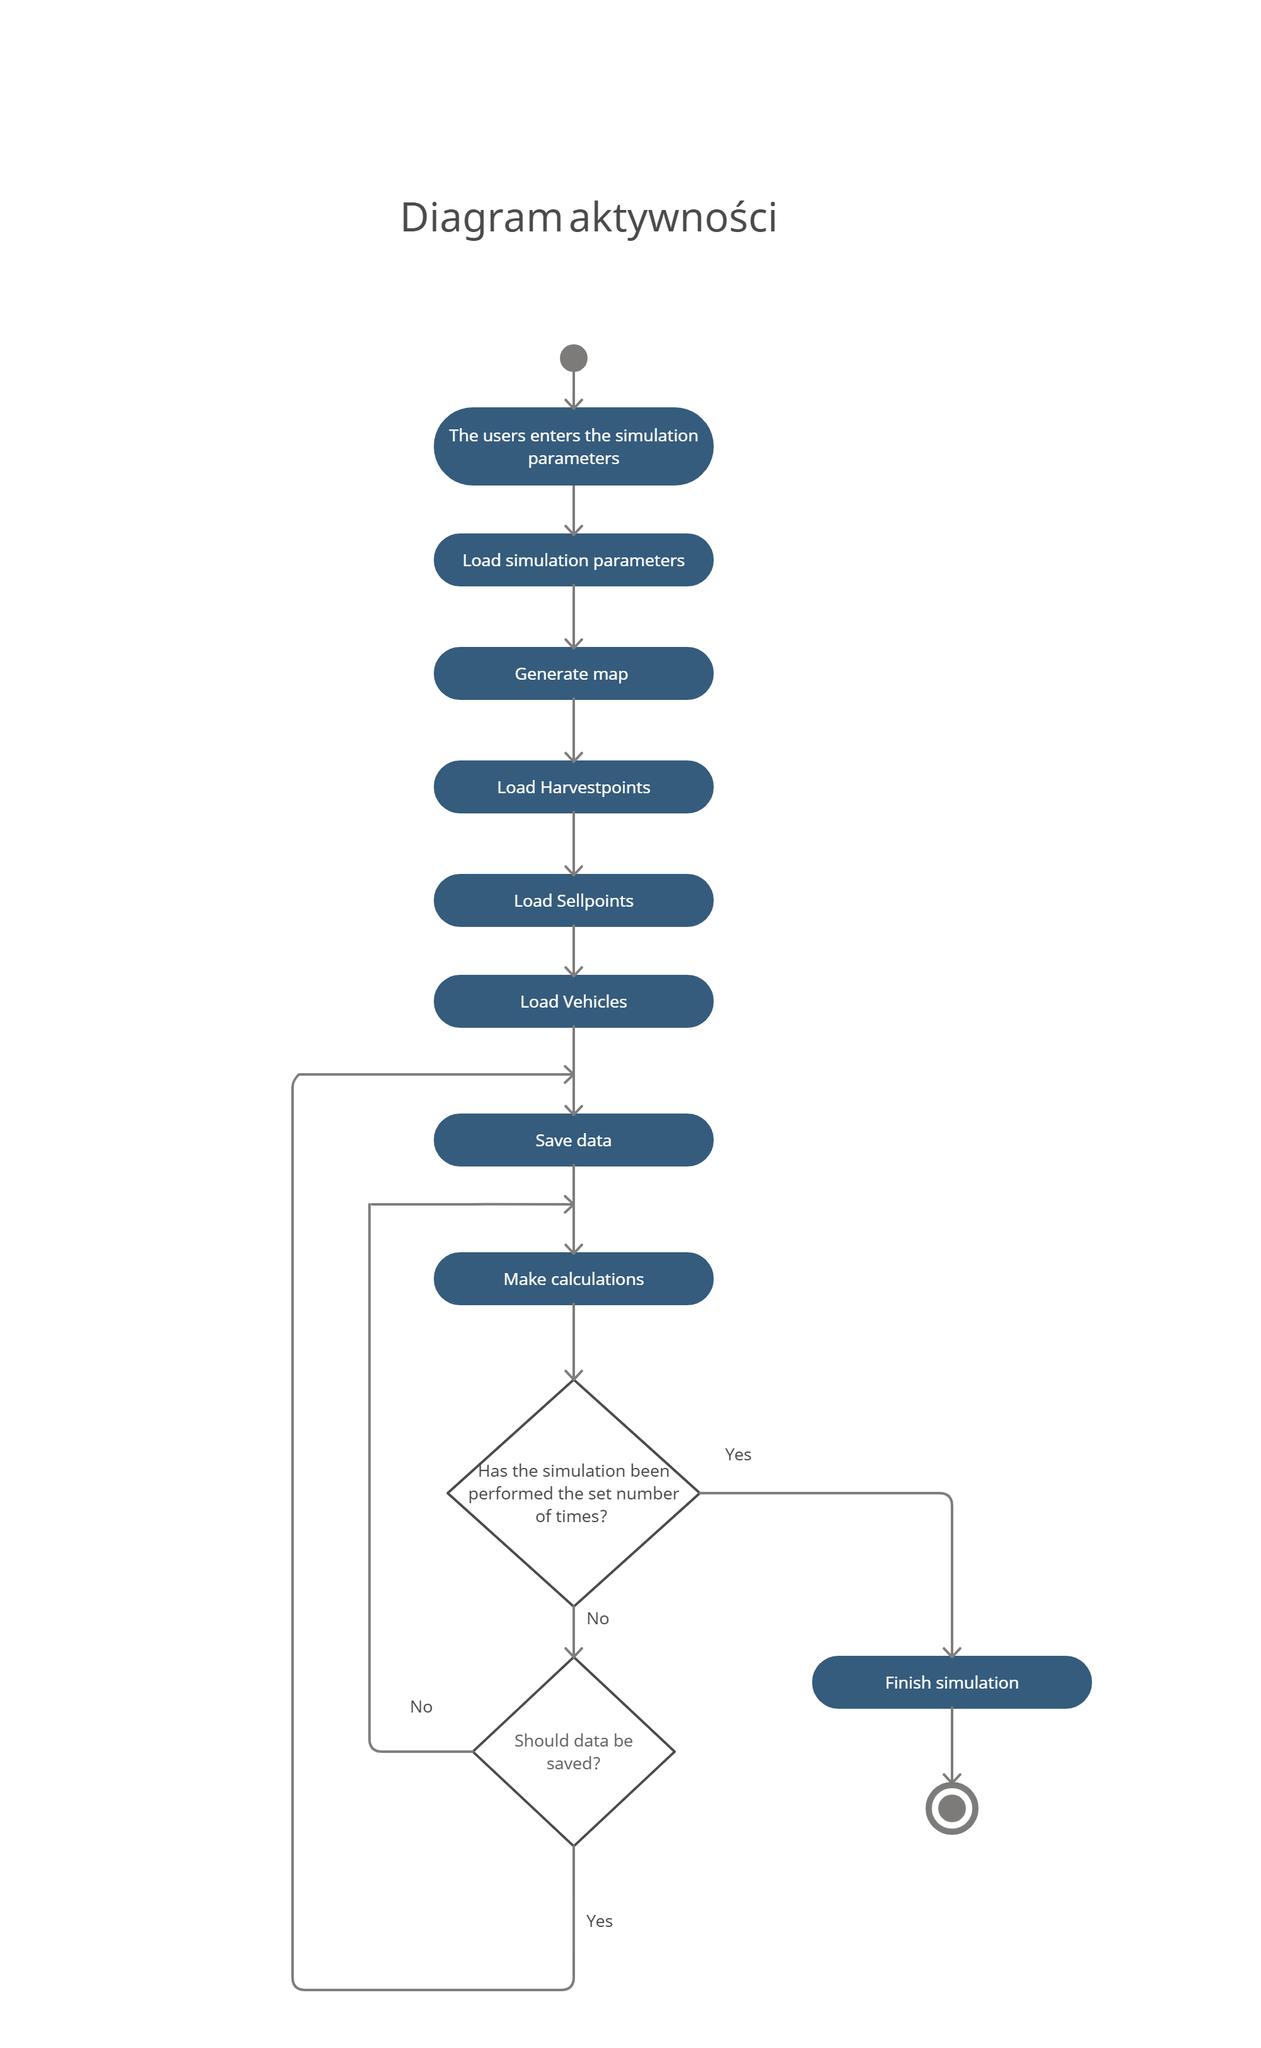 Diagram aktywności
The users enters the simulation
parameters
Load simulation parameters
Generate map
Load Harvestpoints
Load Sellpoints
Load Vehicles
Save data
Make calculations
Yes
Has the simulation been
performed the set number
of times?
No
Finish simulation
No
Should data be
saved?
Yes